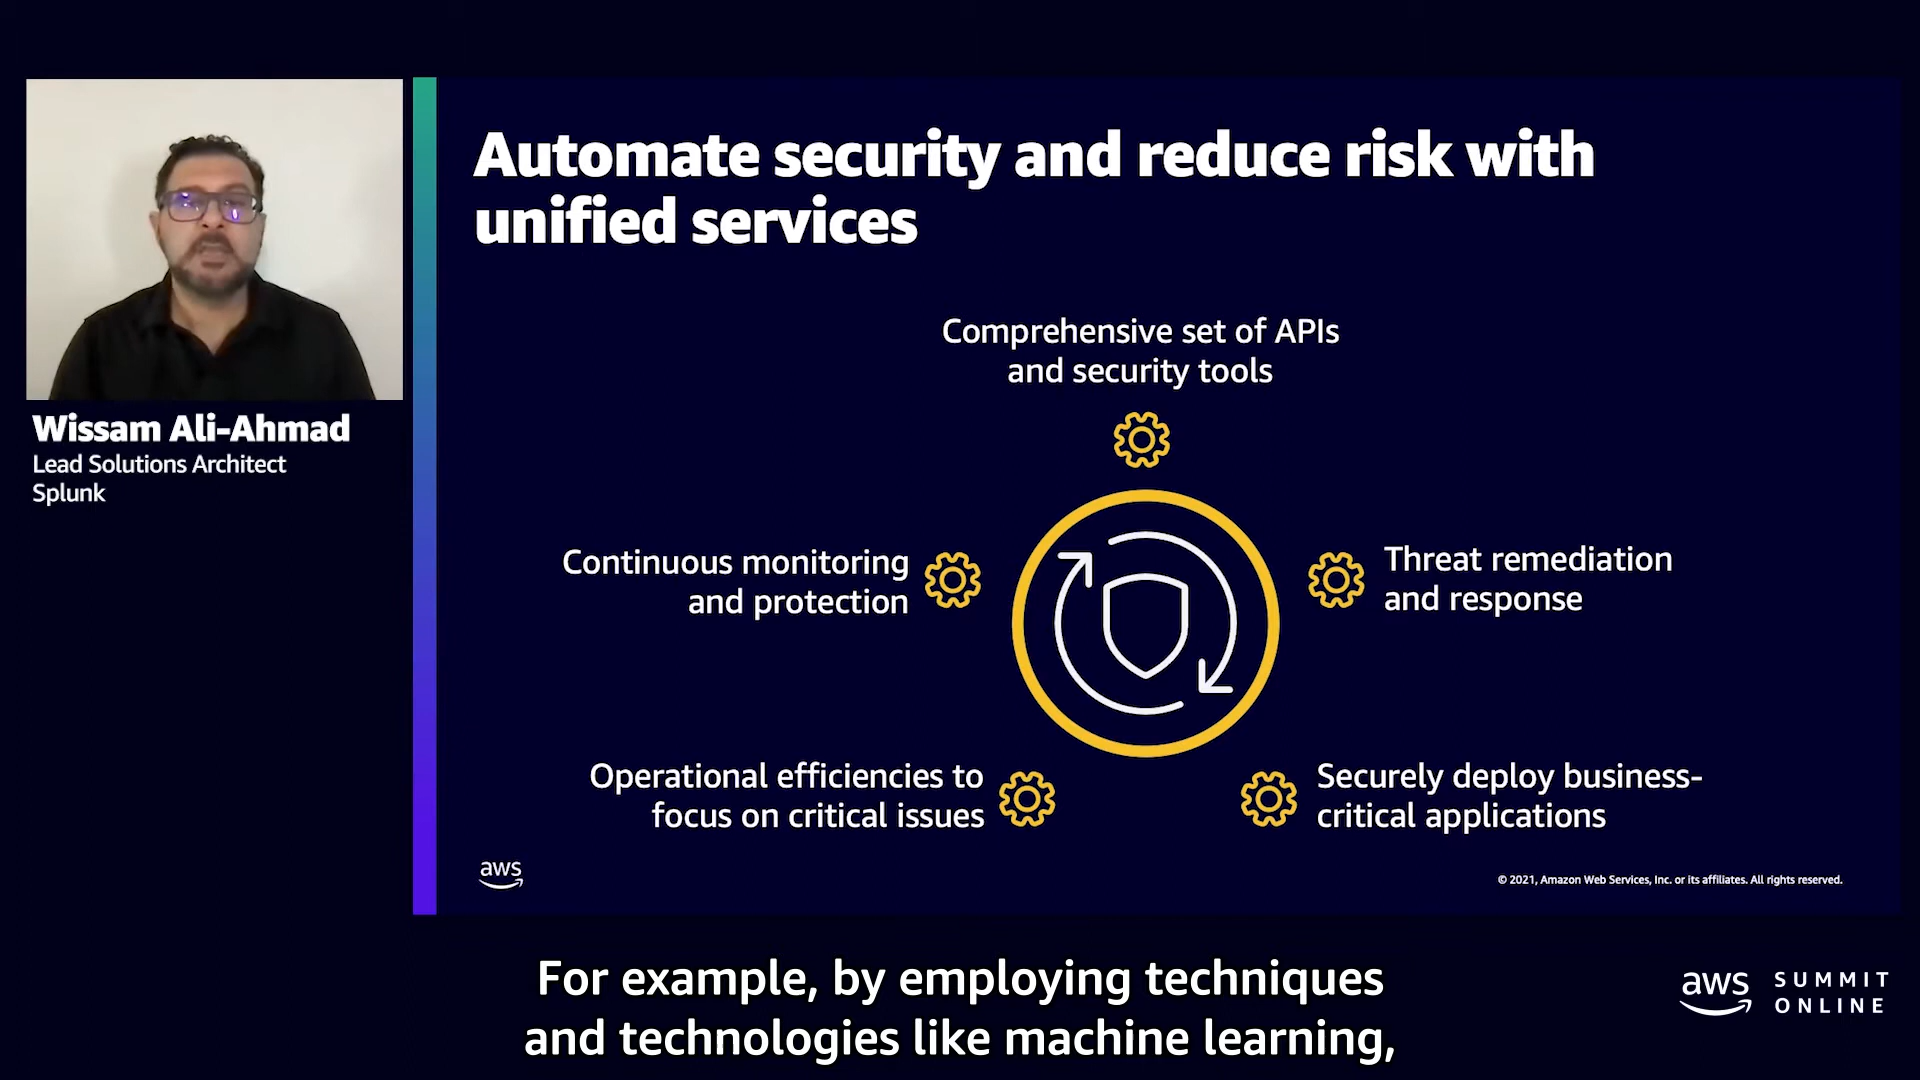 Automate security and reduce risk with
unified services
Wissam Ali-Ahmad
Lead Solutions Architect
Splunk
Comprehensive set of APIs
and security tools
Continuous monitoring
and protection
Threat remediation
and response
Operational efficiencies to
focus on critical issues
Securely deploy business-
critical applications
aws
© 2021, Amazon Web Services, Inc. or its affiliates. All rights reserved.
For example, by employing techniques
and technologies like machine learning,
aws SUMMIT
ONLINE